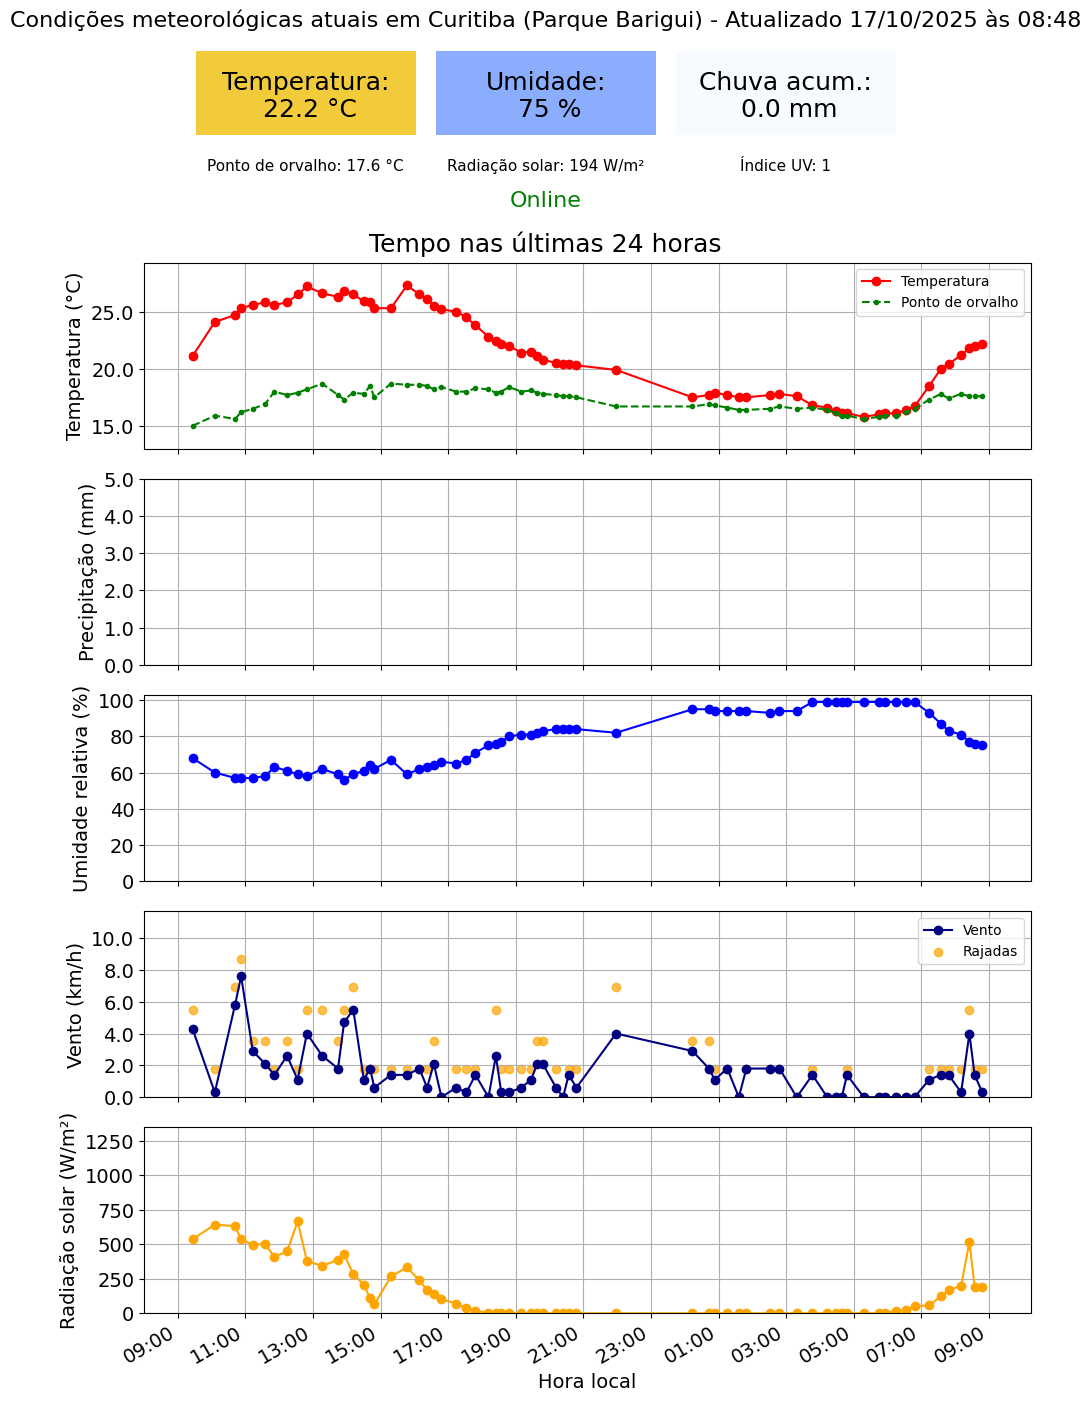 Condições meteorológicas atuais em Curitiba (Parque Barigui) - Atualizado 17/10/2025 às 08:48
Temperatura:
22.2 °C
Umidade:
75 %
Chuva acum.:
0.0 mm
Ponto de orvalho: 17.6 °C
Radiação solar: 194 W/m²
Índice UV: 1
Online
Tempo nas últimas 24 horas
Temperatura (°C)
25.0
20.0
15.0
Temperatura
Ponto de orvalho
Precipitação (mm)
5.0
4.0
3.0
2.0
1.0
0.0
Umidade relativa (%)
100
80
60
40
20
0
Vento (km/h)
10.0
8.0
6.0
4.0
2.0
0.0
Vento
Rajadas
Radiação solar (W/m²)
1250
1000
750
500
250
0
09:00
11:00
13:00
15:00
17:00
19:00
21:00
23:00
01:00
03:00
05:00
07:00
09:00
Hora local